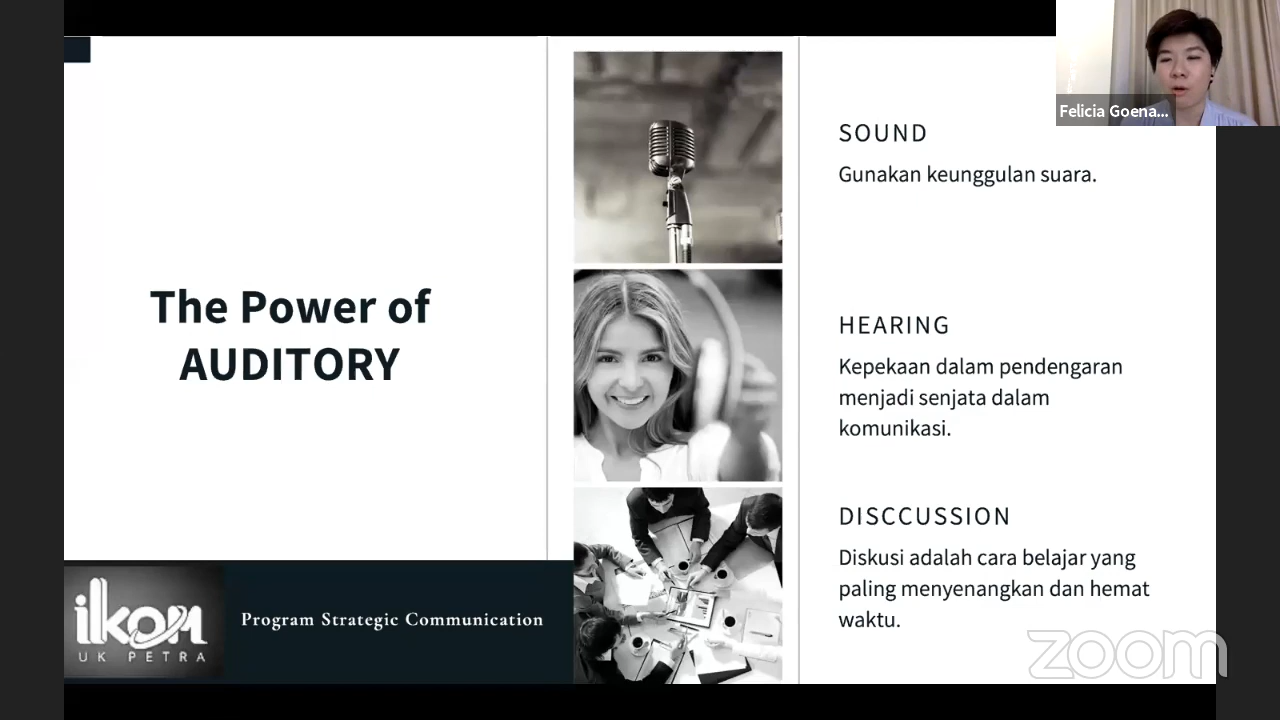 Felicia Goena...
The Power of
AUDITORY
SOUND
Gunakan keunggulan suara.
HEARING
Kepekaan dalam pendengaran
menjadi senjata dalam
komunikasi.
DISCCUSSION
Diskusi adalah cara belajar yang
paling menyenangkan dan hemat
waktu.
ilkom
UK PETRA
Program Strategic Communication
zoom